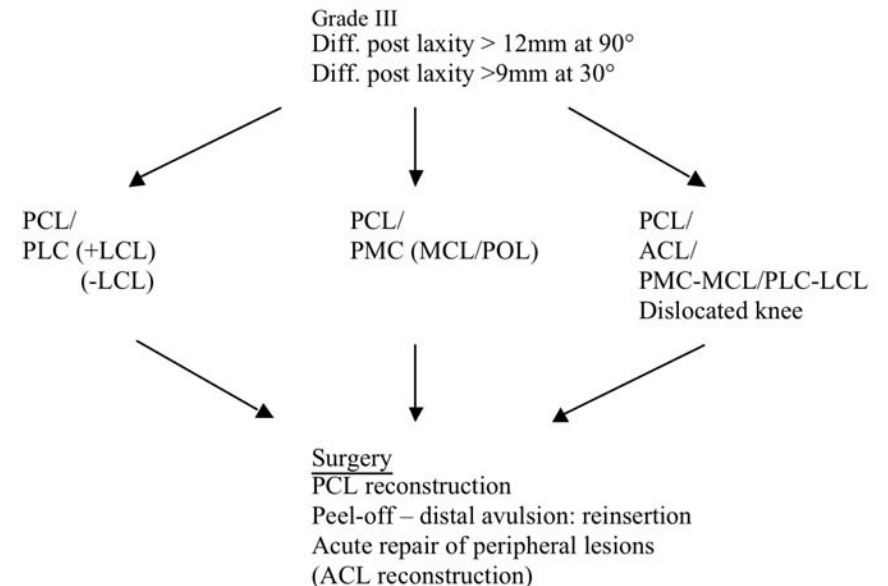 Grade III
Diff. post laxity > 12mm at 90°
Diff. post laxity >9mm at 30°
PCL/
PLC (+LCL)
(-LCL)
PCL/
PMC (MCL/POL)
PCL/
ACL/
PMC-MCL/PLC-LCL
Dislocated knee
Surgery
PCL reconstruction
Peel-off – distal avulsion: reinsertion
Acute repair of peripheral lesions
(ACL reconstruction)